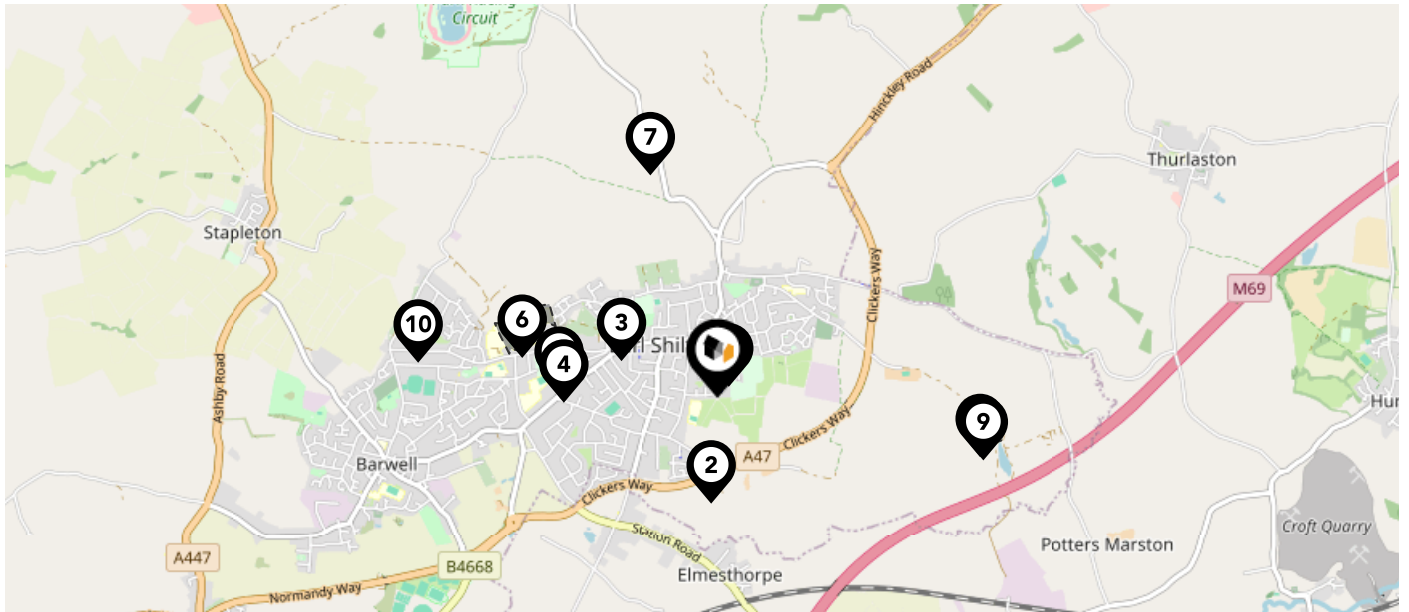 Circuit
Hinckley Road
7
Thurlaston
Stapleton
Clickers Way
M69
10
6
3
Shil
4
Ashby Road
Clickers Way
9
Barwell
2
A47
Clickers Way
Croft Quarry
Station Road
A447
B4668
Elmesthorpe
Potters Marston
Normandy Way